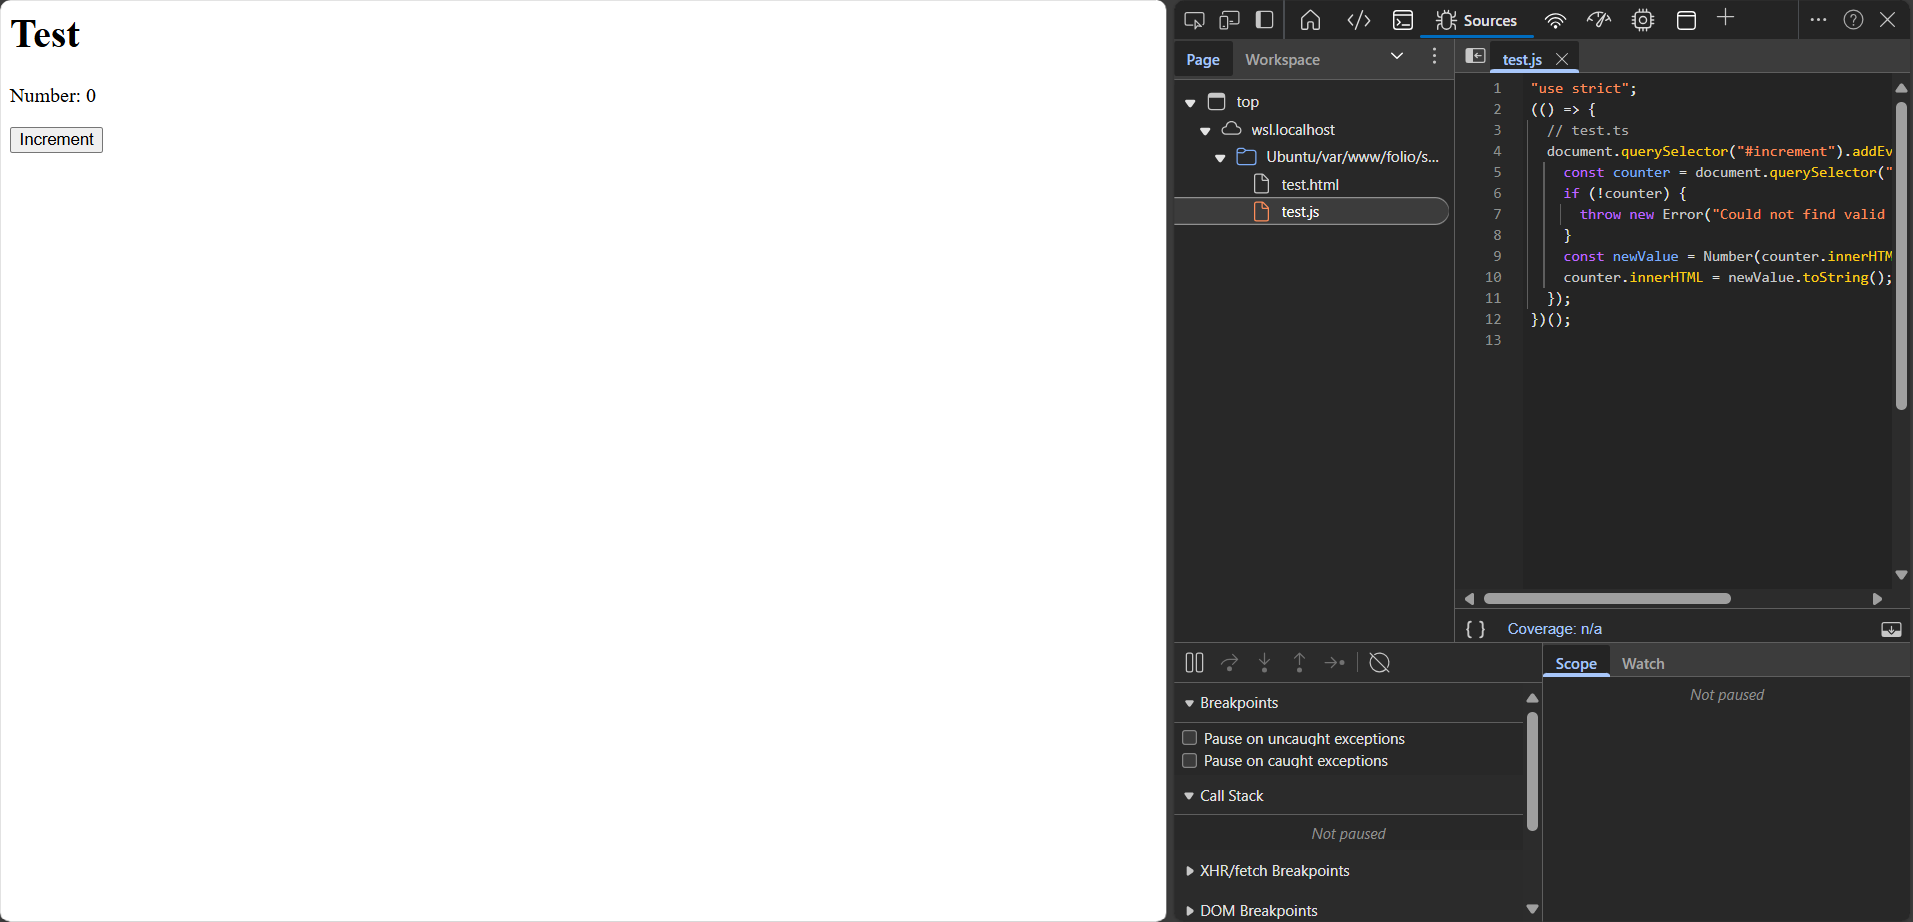 Test
Number: 0
Increment
Sources
Page Workspace
top
wsl.localhost
Ubuntu/var/www/folio/s...
test.html
test.js
test.js
1 "use strict";
2 (() => {
3 // test.ts
4 document.querySelector("#increment").addEv
5 const counter = document.querySelector("
6 if (!counter) {
7 throw new Error("Could not find valid
8 }
9 const newValue = Number(counter.innerHTM
10 counter.innerHTML = newValue.toString();
11 });
12 })();
13
{ } Coverage: n/a
Breakpoints
Pause on uncaught exceptions
Pause on caught exceptions
Call Stack
Not paused
XHR/fetch Breakpoints
DOM Breakpoints
Scope Watch
Not paused